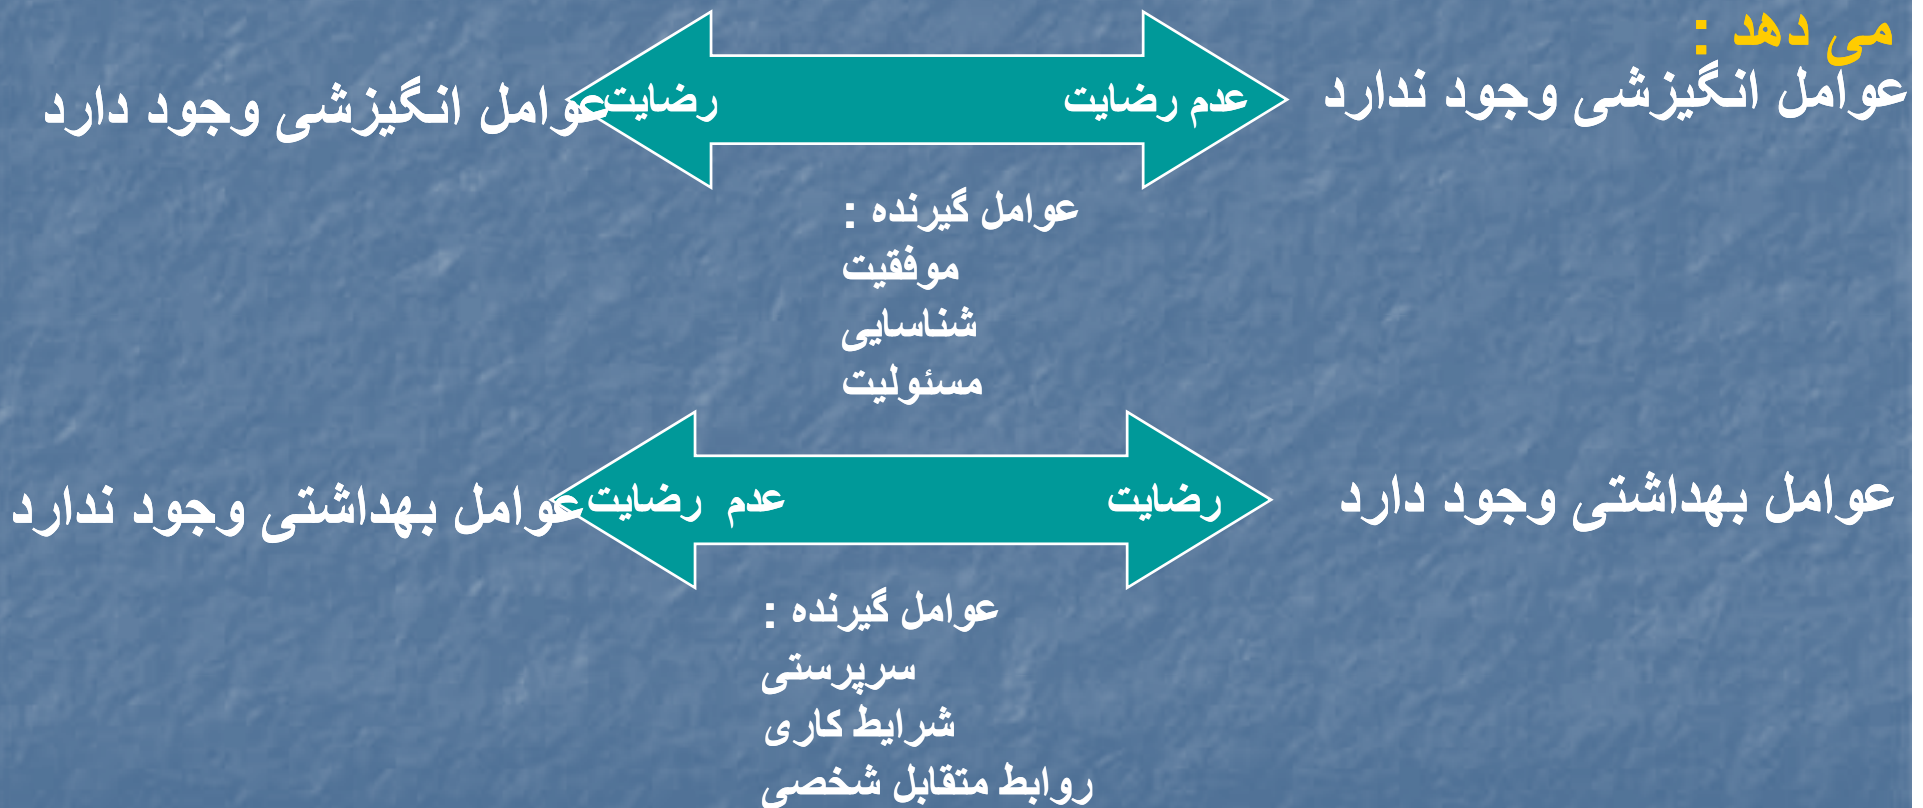 می دهد :
عوامل انگیزشی وجود ندارد
عدم رضایت
رضایت
عوامل انگیزشی وجود دارد
عوامل گیرنده :
موفقیت
شناسایی
مسئولیت
عوامل بهداشتی وجود دارد
رضایت
عدم رضایت
عوامل بهداشتی وجود ندارد
عوامل گیرنده :
سرپرستی
شرایط کاری
روابط متقابل شخصی